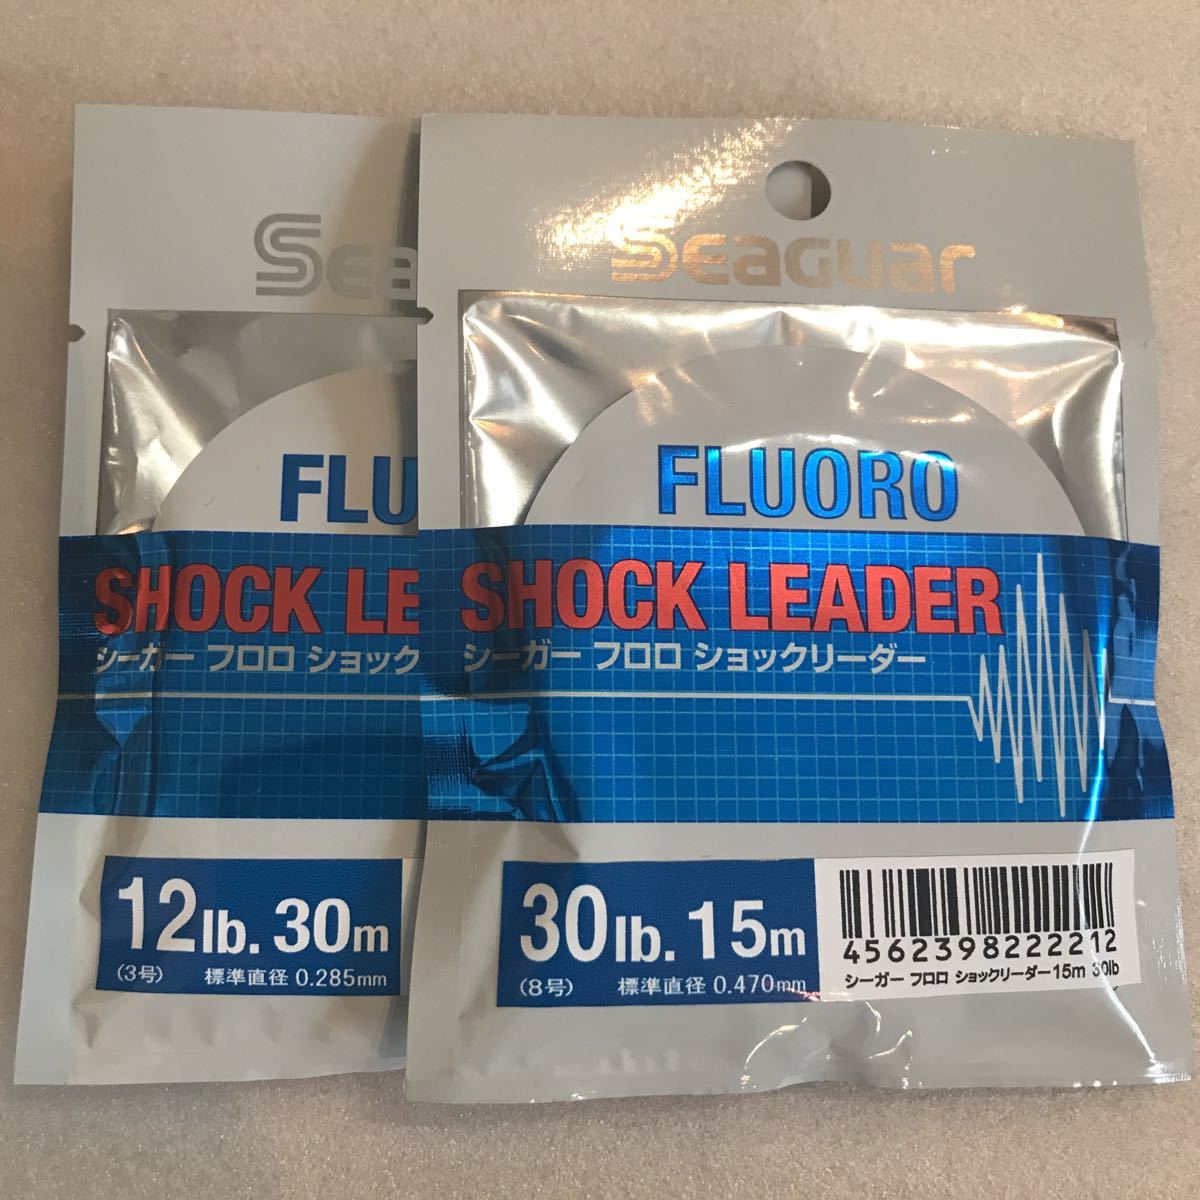 Seaguar
FLUORO
SHOCK LEADER
シーガー フロロ ショックリーダー
30lb. 15m
(8号) 標準直径 0.470mm
4562398222212
シーガー フロロ ショックリーダー15m 30lb
Sea
FLU
SHOCK LE
シーガー フロロ ショック
12lb. 30m
(3号) 標準直径 0.285mm